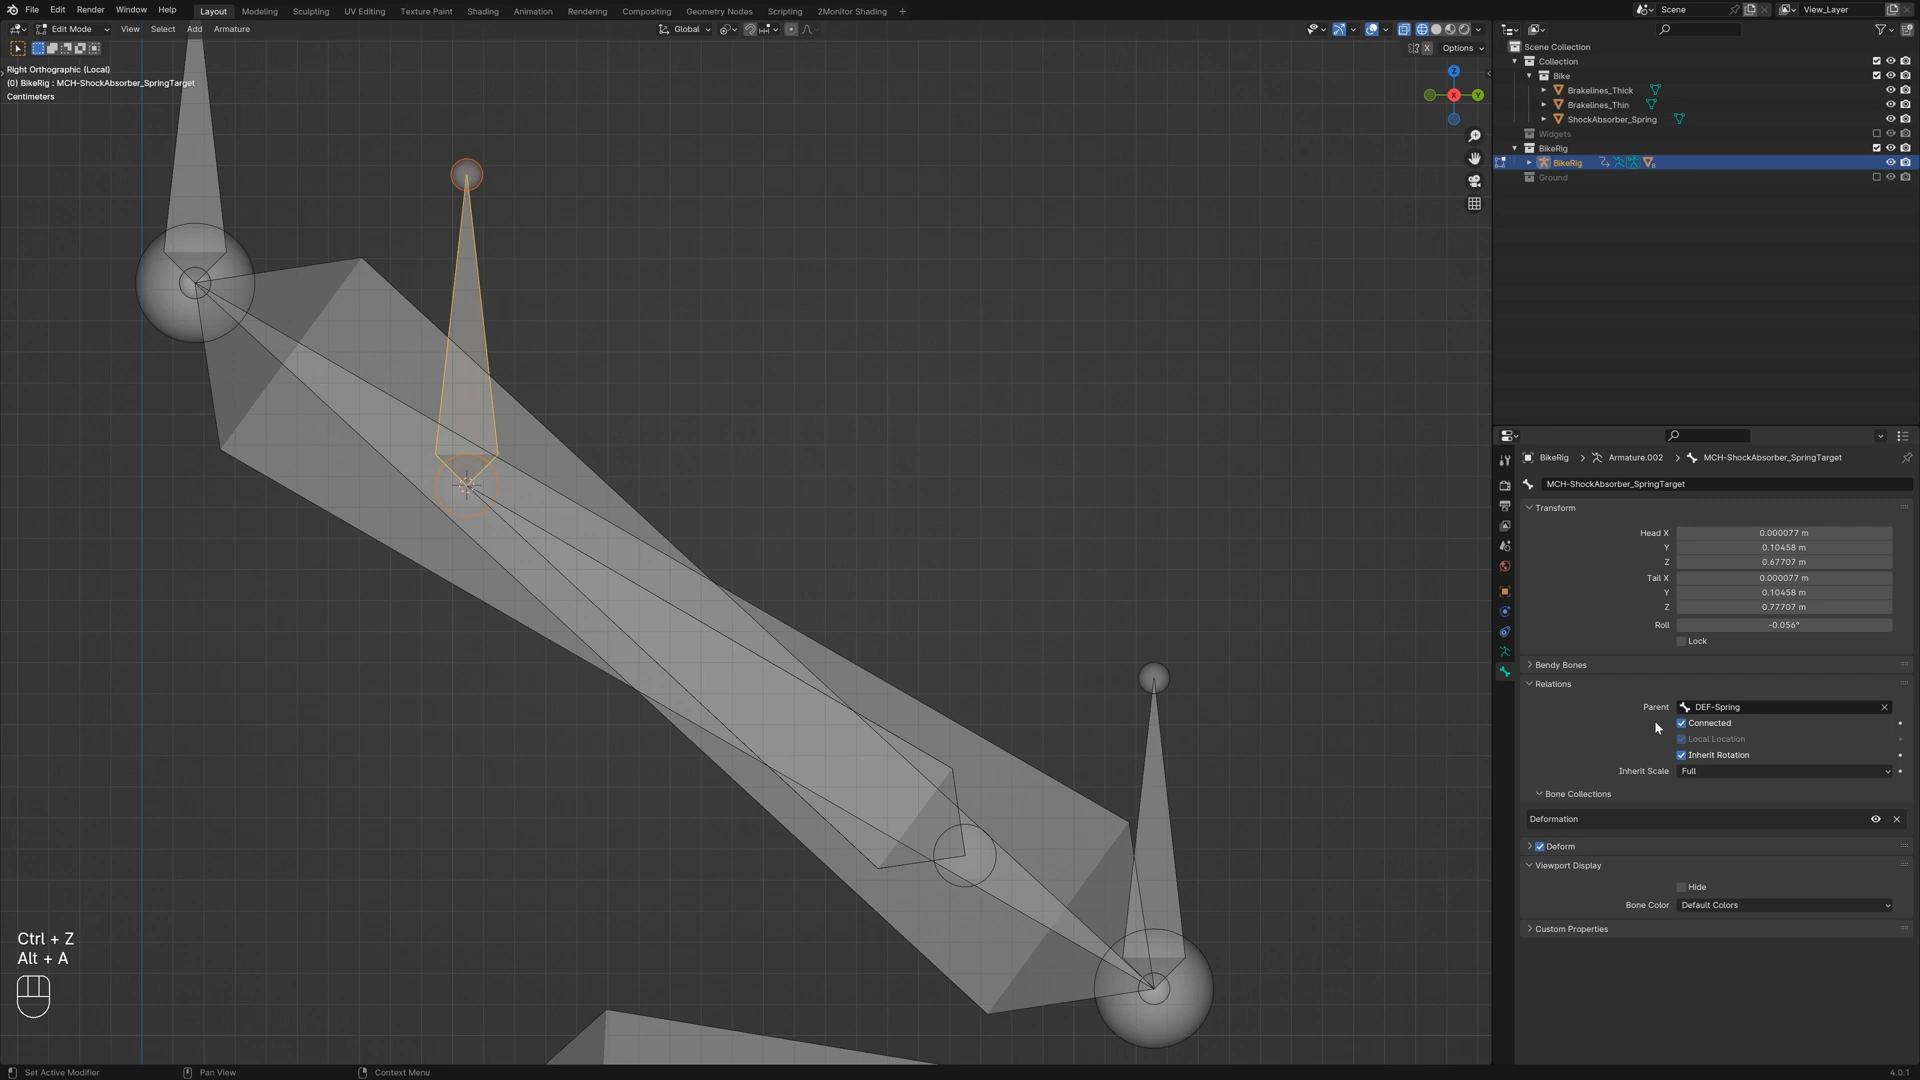 File Edit Render Window Help Layout Modeling Sculpting UV Editing Texture Paint Shading Animation Rendering Compositing Geometry Nodes Scripting 2Monitor Shading + Scene View_Layer
Edit Mode View Select Add Armature Global
Options
Right Orthographic (Local)
(0) BikeRig : MCH-ShockAbsorber_SpringTarget
Centimeters
Z
X
Y
Scene Collection
Collection
Bike
Brakelines_Thick
Brakelines_Thin
ShockAbsorber_Spring
Widgets
BikeRig
BikeRig
Ground
BikeRig > Armature.002 > MCH-ShockAbsorber_SpringTarget
MCH-ShockAbsorber_SpringTarget
Transform
Head X 0.000077 m
Y 0.10458 m
Z 0.67707 m
Tail X 0.000077 m
Y 0.10458 m
Z 0.77707 m
Roll -0.056°
Lock
Bendy Bones
Relations
Parent DEF-Spring
Connected
Local Location
Inherit Rotation
Inherit Scale Full
Bone Collections
Deformation
Deform
Viewport Display
Hide
Bone Color Default Colors
Custom Properties
Ctrl + Z
Alt + A
Set Active Modifier Pan View Context Menu 4.0.1